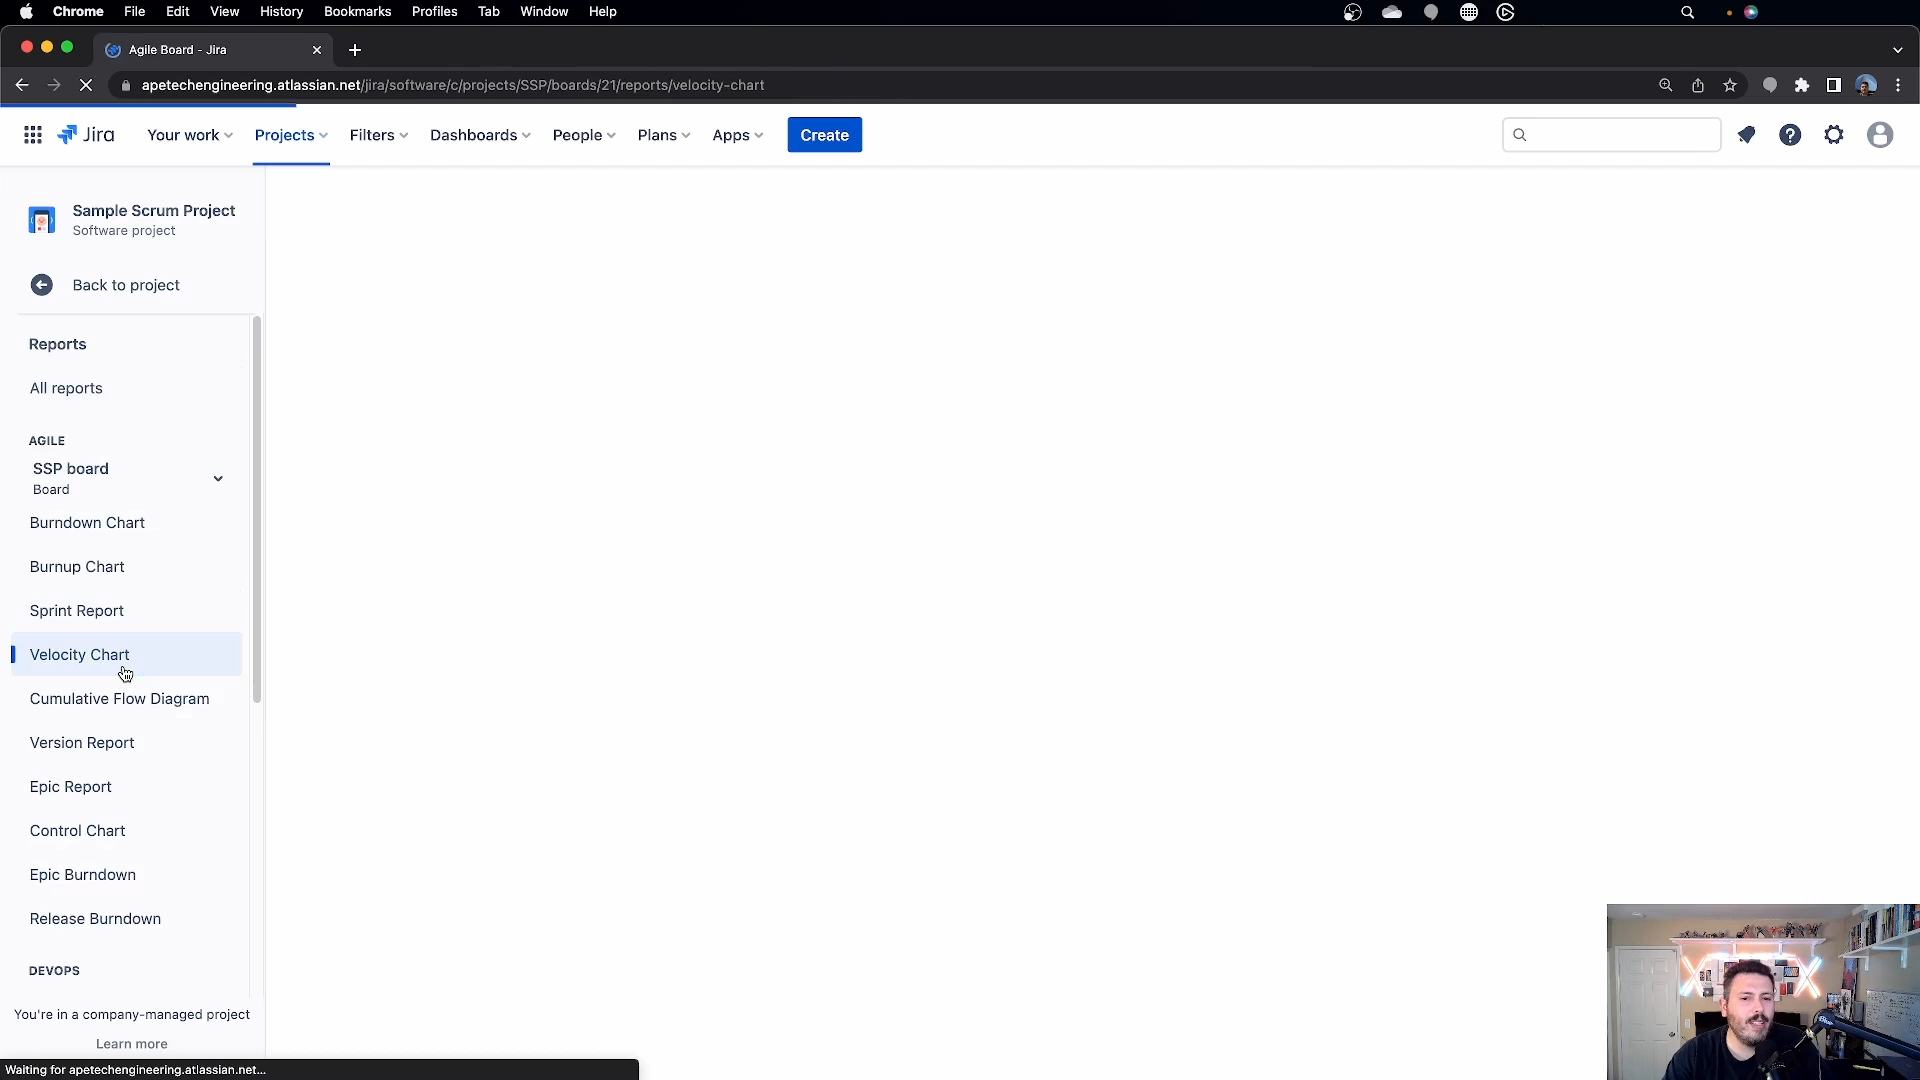 Chrome File Edit View History Bookmarks Profiles Tab Window Help
Agile Board - Jira
apetechengineering.atlassian.net/jira/software/c/projects/SSP/boards/21/reports/velocity-chart
Jira Your work Projects Filters Dashboards People Plans Apps Create
Sample Scrum Project
Software project
Back to project
Reports
All reports
AGILE
SSP board
Board
Burndown Chart
Burnup Chart
Sprint Report
Velocity Chart
Cumulative Flow Diagram
Version Report
Epic Report
Control Chart
Epic Burndown
Release Burndown
DEVOPS
You're in a company-managed project
Learn more
Waiting for apetechengineering.atlassian.net...